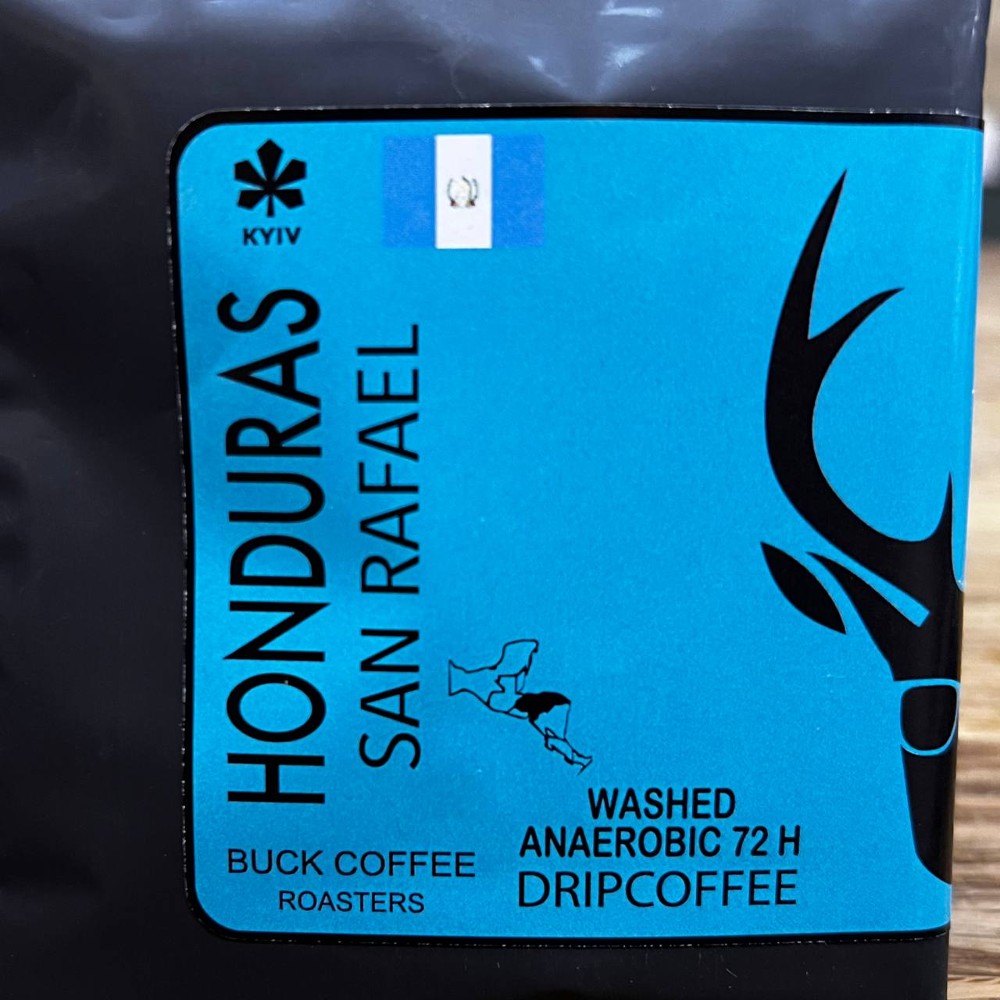 KYIV
HONDURAS
SAN RAFAEL
WASHED
ANAEROBIC 72 H
DRIPCOFFEE
BUCK COFFEE
ROASTERS